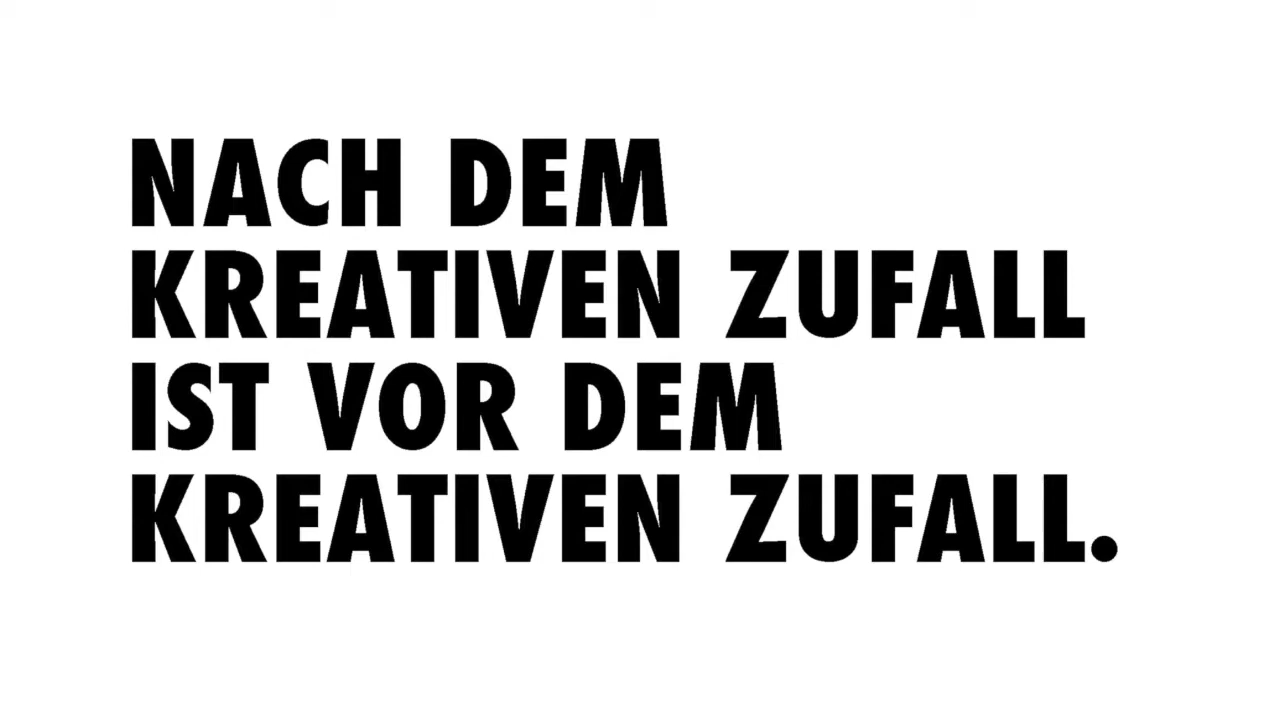 NACH DEM
KREATIVEN ZUFALL
IST VOR DEM
KREATIVEN ZUFALL.